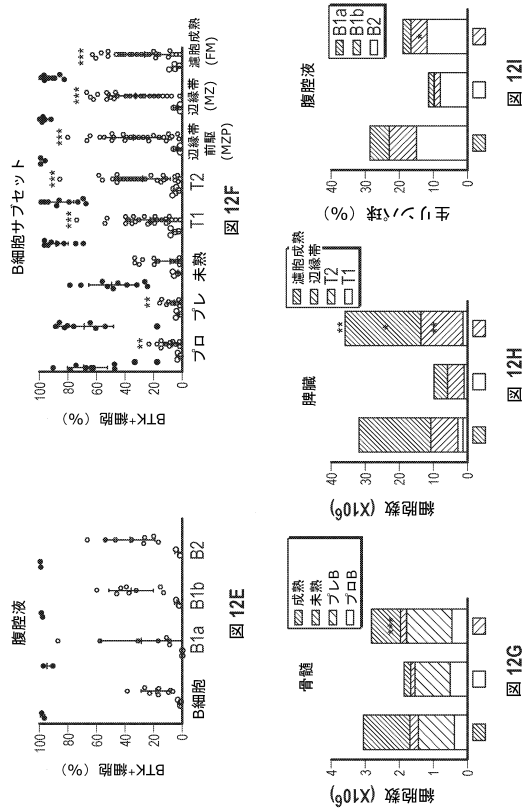 腹腔液
BTK⁺細胞 (%)
100
80
60
40
20
0
B細胞
B1a
B1b
B2
図 12E
B細胞サブセット
BTK⁺細胞 (%)
100
80
60
40
20
0
**
**
***
***
***
***
***
プロ
プレ
未熟
T1
T2
辺縁帯
前駆
(MZP)
辺縁帯
(MZ)
濾胞成熟
(FM)
図 12F
骨髄
成熟
未熟
プレB
プロB
細胞数 (X10⁶)
5
4
3
2
1
0
***
図 12G
脾臓
濾胞成熟
辺縁帯
T2
T1
細胞数 (X10⁶)
40
30
20
10
0
**
*
**
図 12H
腹腔液
B1a
B1b
B2
生リンパ球 (%)
40
30
20
10
0
*
図 12I